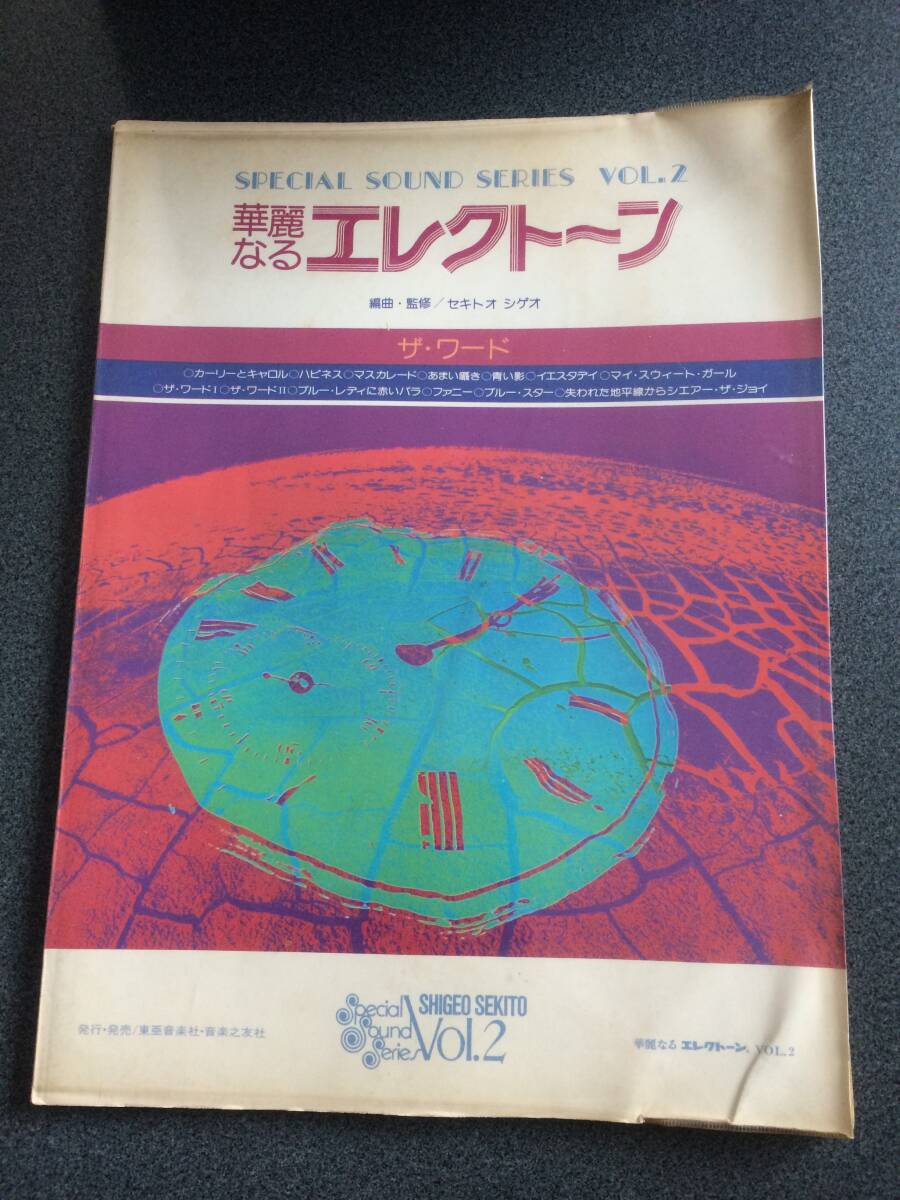 SPECIAL SOUND SERIES VOL.2
華麗なる エレクトーン
編曲・監修/セキトオ シゲオ
ザ・ワード
○カーリーとキャロル○ハピネス○マスカレード○あまい囁き○青い影○イエスタデイ○マイ・スウィート・ガール
○ザ・ワードⅠ○ザ・ワードⅡ○ブルー・レディに赤いバラ○ファニー○ブルー・スター○失われた地平線からシエアー・ザ・ジョイ
発行・発売/東亜音楽社・音楽之友社
Special Sound Series SHIGEO SEKITO Vol.2
華麗なる エレクトーン。VOL.2